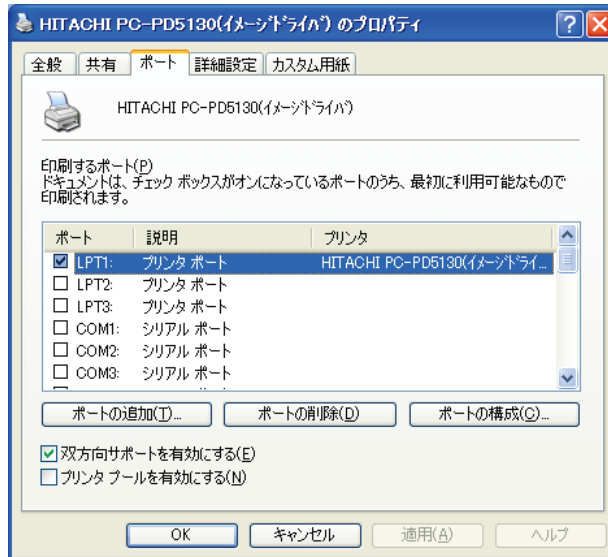 HITACHI PC-PD5130(ｲﾒｰｼﾞﾄﾞﾗｲﾊﾞ) のプロパティ
全般 共有 ポート 詳細設定 カスタム用紙
HITACHI PC-PD5130(ｲﾒｰｼﾞﾄﾞﾗｲﾊﾞ)
印刷するポート(P)
ドキュメントは、チェック ボックスがオンになっているポートのうち、最初に利用可能なもので
印刷されます。
ポート 説明 プリンタ
LPT1: プリンタ ポート HITACHI PC-PD5130(ｲﾒｰｼﾞﾄﾞﾗｲ...
LPT2: プリンタ ポート
LPT3: プリンタ ポート
COM1: シリアル ポート
COM2: シリアル ポート
COM3: シリアル ポート
ポートの追加(T)... ポートの削除(D) ポートの構成(C)...
双方向サポートを有効にする(E)
プリンタ プールを有効にする(N)
OK キャンセル 適用(A) ヘルプ